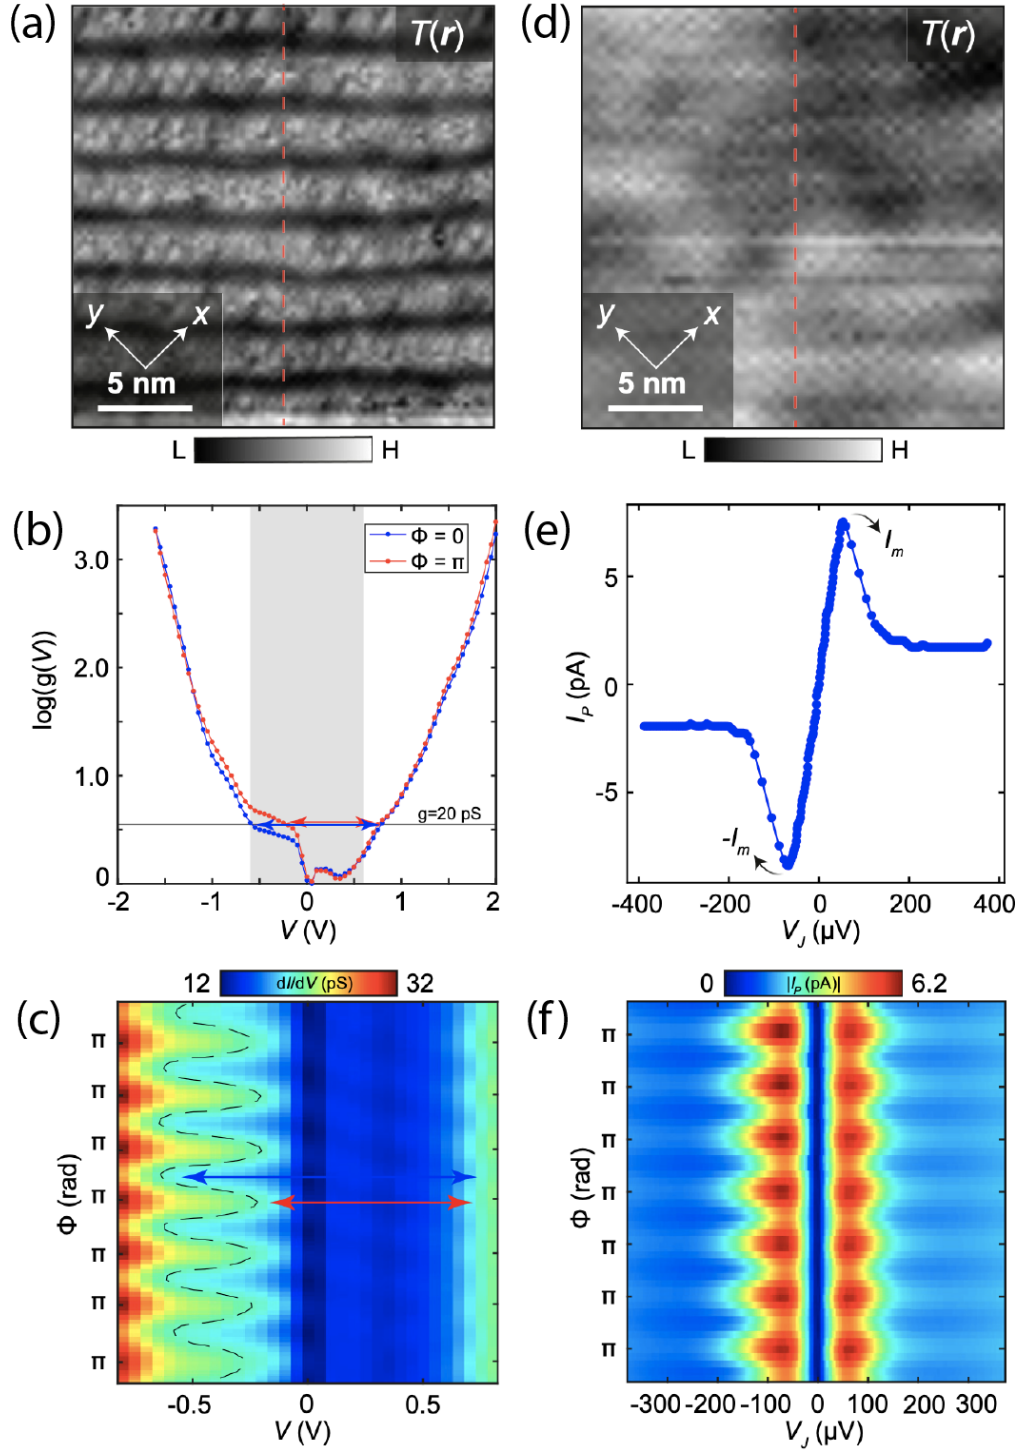 (a)
T(r)
y x
5 nm
L H
(d)
T(r)
y x
5 nm
L H
(b)
Φ = 0
Φ = π
3.0
2.0
1.0
0
log(g(V))
g=20 pS
-2 -1 0 1 2
V (V)
(e)
5
0
-5
I_P (pA)
I_m
-I_m
-400 -200 0 200 400
V_J (μV)
(c)
12 dI/dV (pS) 32
π
π
π
π
π
π
π
Φ (rad)
-0.5 0 0.5
V (V)
(f)
0 |I_P (pA)| 6.2
π
π
π
π
π
π
π
Φ (rad)
-300 -100 0 100 300
V_J (μV)